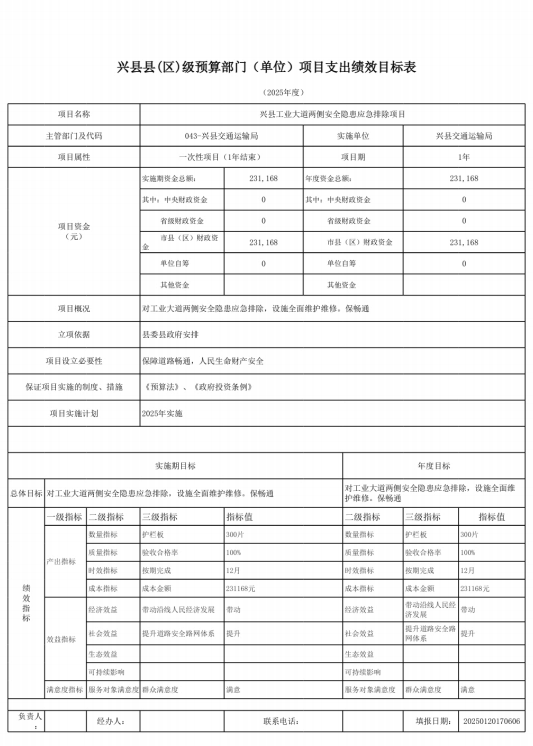 兴县县(区)级预算部门（单位）项目支出绩效目标表
（2025年度）
项目名称 兴县工业大道两侧安全隐患应急排除项目
主管部门及代码 043-兴县交通运输局 实施单位 兴县交通运输局
项目属性 一次性项目（1年结束） 项目期 1年
项目资金（元）
实施期资金总额： 231,168 年度资金总额： 231,168
其中：中央财政资金 0 其中：中央财政资金 0
省级财政资金 0 省级财政资金 0
市县（区）财政资金 231,168 市县（区）财政资金 231,168
单位自筹 0 单位自筹 0
其他资金 其他资金
项目概况 对工业大道两侧安全隐患应急排除，设施全面维护维修。保畅通
立项依据 县委县政府安排
项目设立必要性 保障道路畅通，人民生命财产安全
保证项目实施的制度、措施 《预算法》、《政府投资条例》
项目实施计划 2025年实施
实施期目标 年度目标
总体目标 对工业大道两侧安全隐患应急排除，设施全面维护维修。保畅通 对工业大道两侧安全隐患应急排除，设施全面维护维修。保畅通
绩效指标
一级指标 二级指标 三级指标 指标值 二级指标 三级指标 指标值
产出指标
数量指标 护栏板 300片 数量指标 护栏板 300片
质量指标 验收合格率 100% 质量指标 验收合格率 100%
时效指标 按期完成 12月 时效指标 按期完成 12月
成本指标 成本金额 231168元 成本指标 成本金额 231168元
效益指标
经济效益 带动沿线人民经济发展 带动 经济效益 带动沿线人民经济发展 带动
社会效益 提升道路安全路网体系 提升 社会效益 提升道路安全路网体系 提升
生态效益 生态效益
可持续影响 可持续影响
满意度指标 服务对象满意度 群众满意度 满意 服务对象满意度 群众满意度 满意
负责人： 经办人： 联系电话： 填报日期： 20250120170606